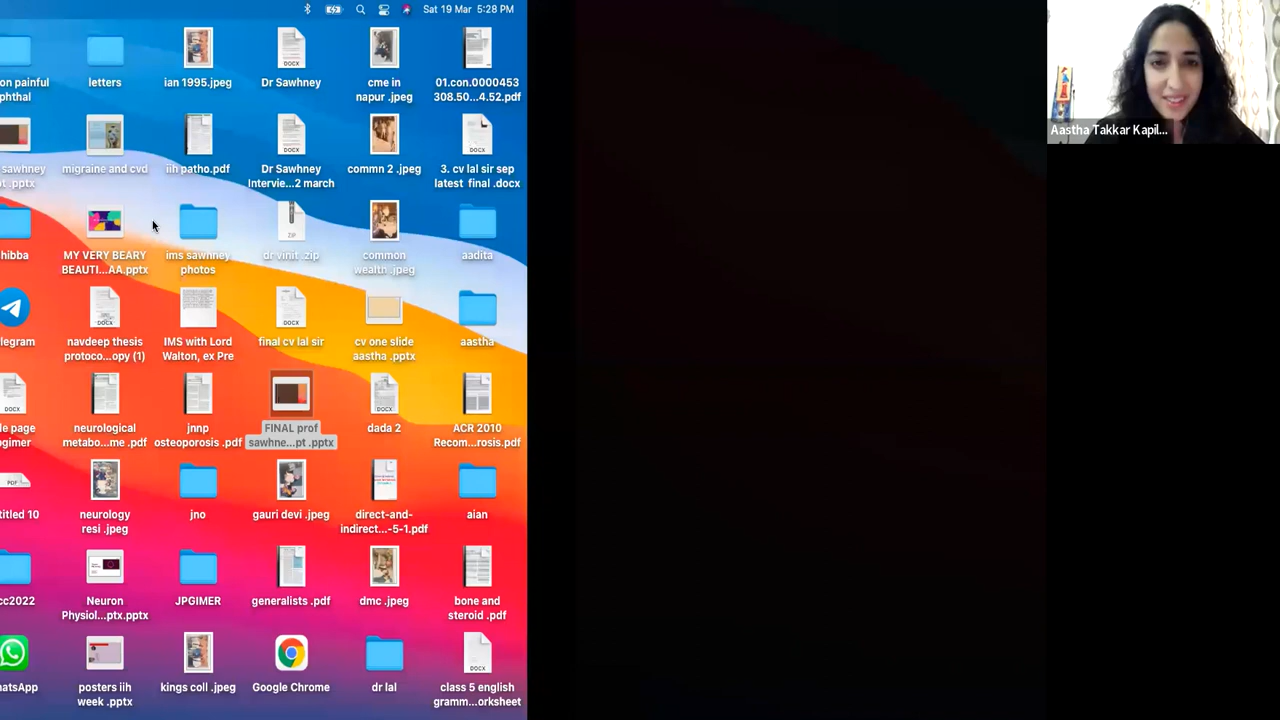 Sat 19 Mar 5:28 PM
on painful
phthal
letters
ian 1995.jpeg
Dr Sawhney
cme in
napur .jpeg
01.con.0000453
308.50...4.52.pdf
Aastha Takkar Kapil...
sawhney
pt .pptx
migraine and cvd
iih patho.pdf
DOCX
Dr Sawhney
Intervie...2 march
commn 2 .jpeg
3. cv lal sir sep
latest final .docx
hibba
MY VERY BEARY
BEAUTI...AA.pptx
ims sawhney
photos
ZIP
dr vinit .zip
common
wealtn .jpeg
aadita
legram
navdeep thesis
protoco...opy (1)
IMS with Lord
Walton, ex Pre
final cv lal sir
cv one slide
aastha .pptx
aastha
le page
ogimer
neurological
metabo...me .pdf
jnnp
osteoporosis .pdf
FINAL prof
sawhne...pt .pptx
dada 2
ACR 2010
Recom...rosis.pdf
PDF
titled 10
neurology
resi .jpeg
jno
gauri devi .jpeg
direct-and-
indirect...-5-1.pdf
aian
cc2022
Neuron
Physiol...ptx.pptx
JPGIMER
generalists .pdf
dmc .jpeg
bone and
steroid .pdf
hatsApp
posters iih
week .pptx
kings coll .jpeg
Google Chrome
dr lal
class 5 english
gramm...orksheet